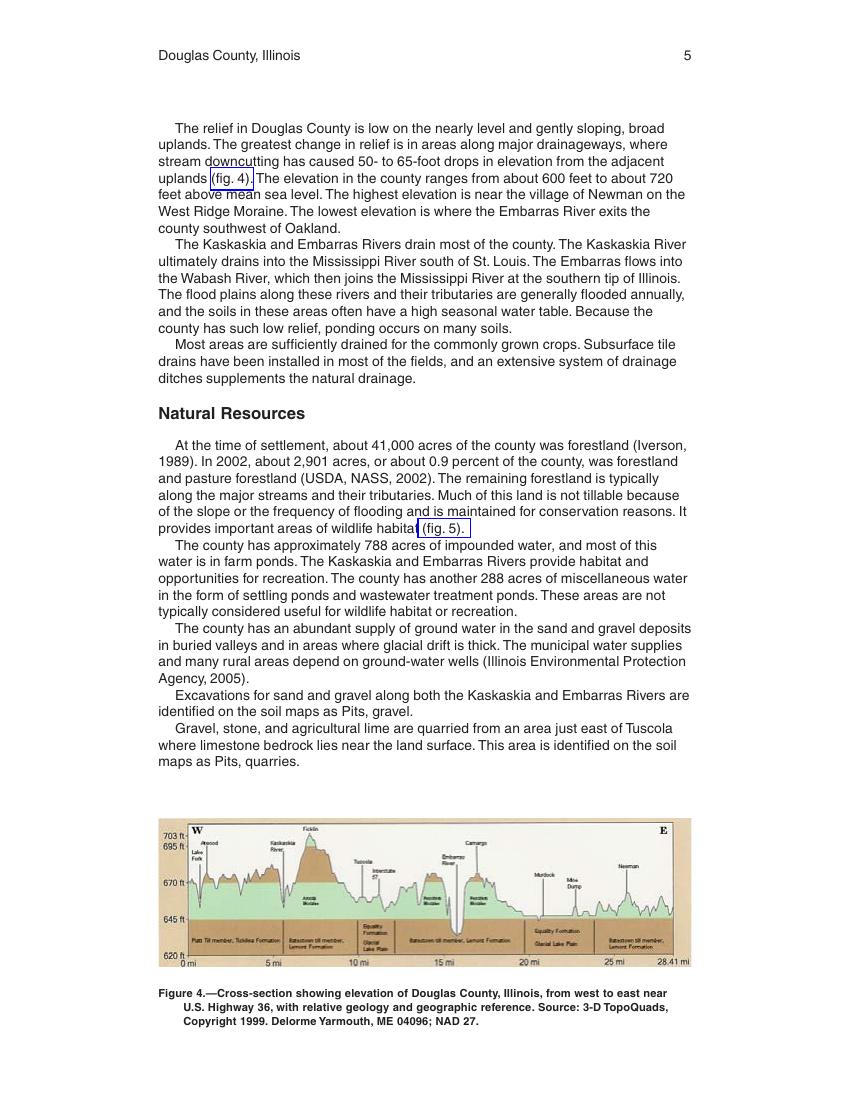 Douglas County, Illinois 5
The relief in Douglas County is low on the nearly level and gently sloping, broad
uplands. The greatest change in relief is in areas along major drainageways, where
stream downcutting has caused 50- to 65-foot drops in elevation from the adjacent
uplands (fig. 4). The elevation in the county ranges from about 600 feet to about 720
feet above mean sea level. The highest elevation is near the village of Newman on the
West Ridge Moraine. The lowest elevation is where the Embarras River exits the
county southwest of Oakland.
The Kaskaskia and Embarras Rivers drain most of the county. The Kaskaskia River
ultimately drains into the Mississippi River south of St. Louis. The Embarras flows into
the Wabash River, which then joins the Mississippi River at the southern tip of Illinois.
The flood plains along these rivers and their tributaries are generally flooded annually,
and the soils in these areas often have a high seasonal water table. Because the
county has such low relief, ponding occurs on many soils.
Most areas are sufficiently drained for the commonly grown crops. Subsurface tile
drains have been installed in most of the fields, and an extensive system of drainage
ditches supplements the natural drainage.
Natural Resources
At the time of settlement, about 41,000 acres of the county was forestland (Iverson,
1989). In 2002, about 2,901 acres, or about 0.9 percent of the county, was forestland
and pasture forestland (USDA, NASS, 2002). The remaining forestland is typically
along the major streams and their tributaries. Much of this land is not tillable because
of the slope or the frequency of flooding and is maintained for conservation reasons. It
provides important areas of wildlife habitat (fig. 5).
The county has approximately 788 acres of impounded water, and most of this
water is in farm ponds. The Kaskaskia and Embarras Rivers provide habitat and
opportunities for recreation. The county has another 288 acres of miscellaneous water
in the form of settling ponds and wastewater treatment ponds. These areas are not
typically considered useful for wildlife habitat or recreation.
The county has an abundant supply of ground water in the sand and gravel deposits
in buried valleys and in areas where glacial drift is thick. The municipal water supplies
and many rural areas depend on ground-water wells (Illinois Environmental Protection
Agency, 2005).
Excavations for sand and gravel along both the Kaskaskia and Embarras Rivers are
identified on the soil maps as Pits, gravel.
Gravel, stone, and agricultural lime are quarried from an area just east of Tuscola
where limestone bedrock lies near the land surface. This area is identified on the soil
maps as Pits, quarries.
W Ficklin E
703 ft
695 ft Atwood Kaskaskia River Camargo
Lake Fork Tuscola Interstate 57 Embarras River Murdock Moe Dump Newman
670 ft
645 ft
Piatt Till member, Tiskilwa Formation
Batestown till member, Lemont Formation
Equality Formation
Glacial Lake Plain
Batestown till member, Lemont Formation
Equality Formation
Glacial Lake Plain
Batestown till member, Lemont Formation
620 ft
0 mi 5 mi 10 mi 15 mi 20 mi 25 mi 28.41 mi
Figure 4.—Cross-section showing elevation of Douglas County, Illinois, from west to east near
U.S. Highway 36, with relative geology and geographic reference. Source: 3-D TopoQuads,
Copyright 1999. Delorme Yarmouth, ME 04096; NAD 27.